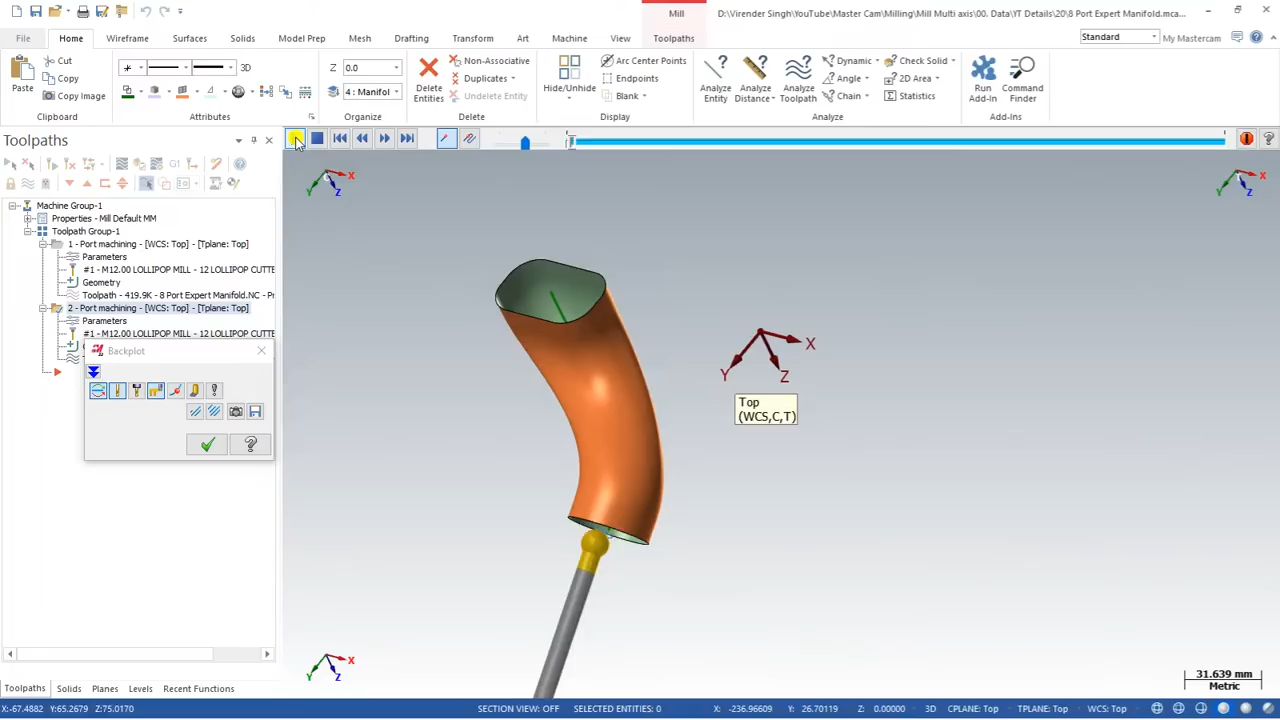 Mill
D:\Virender Singh\YouTube\Master Cam\Milling\Mill Multi axis\00. Data\YT Details\20\8 Port Expert Manifold.mca...
File
Home
Wireframe
Surfaces
Solids
Model Prep
Mesh
Drafting
Transform
Art
Machine
View
Toolpaths
Standard
My Mastercam
Paste
Cut
Copy
Copy Image
Clipboard
3D
Attributes
Z 0.0
4 : Manifol
Organize
Delete Entities
Non-Associative
Duplicates
Undelete Entity
Delete
Hide/Unhide
Arc Center Points
Endpoints
Blank
Display
Analyze Entity
Analyze Distance
Analyze Toolpath
Dynamic
Angle
Chain
Check Solid
2D Area
Statistics
Analyze
Run Add-In
Command Finder
Add-Ins
Toolpaths
G1
Machine Group-1
Properties - Mill Default MM
Toolpath Group-1
1 - Port machining - [WCS: Top] - [Tplane: Top]
Parameters
#1 - M12.00 LOLLIPOP MILL - 12 LOLLIPOP CUTTE
Geometry
Toolpath - 419.9K - 8 Port Expert Manifold.NC - Pr
2 - Port machining - [WCS: Top] - [Tplane: Top]
Parameters
#1 - M12.00 LOLLIPOP MILL - 12 LOLLIPOP CUTTE
Backplot
X
Y
Z
X
Y
Z
X
Y
Z
Top
(WCS,C,T)
X
Y
Z
31.639 mm
Metric
Toolpaths
Solids
Planes
Levels
Recent Functions
X:-67.4882 Y:65.2679 Z:75.0170
SECTION VIEW: OFF
SELECTED ENTITIES: 0
X: -236.96609
Y: 26.70119
Z: 0.00000
3D
CPLANE: Top
TPLANE: Top
WCS: Top